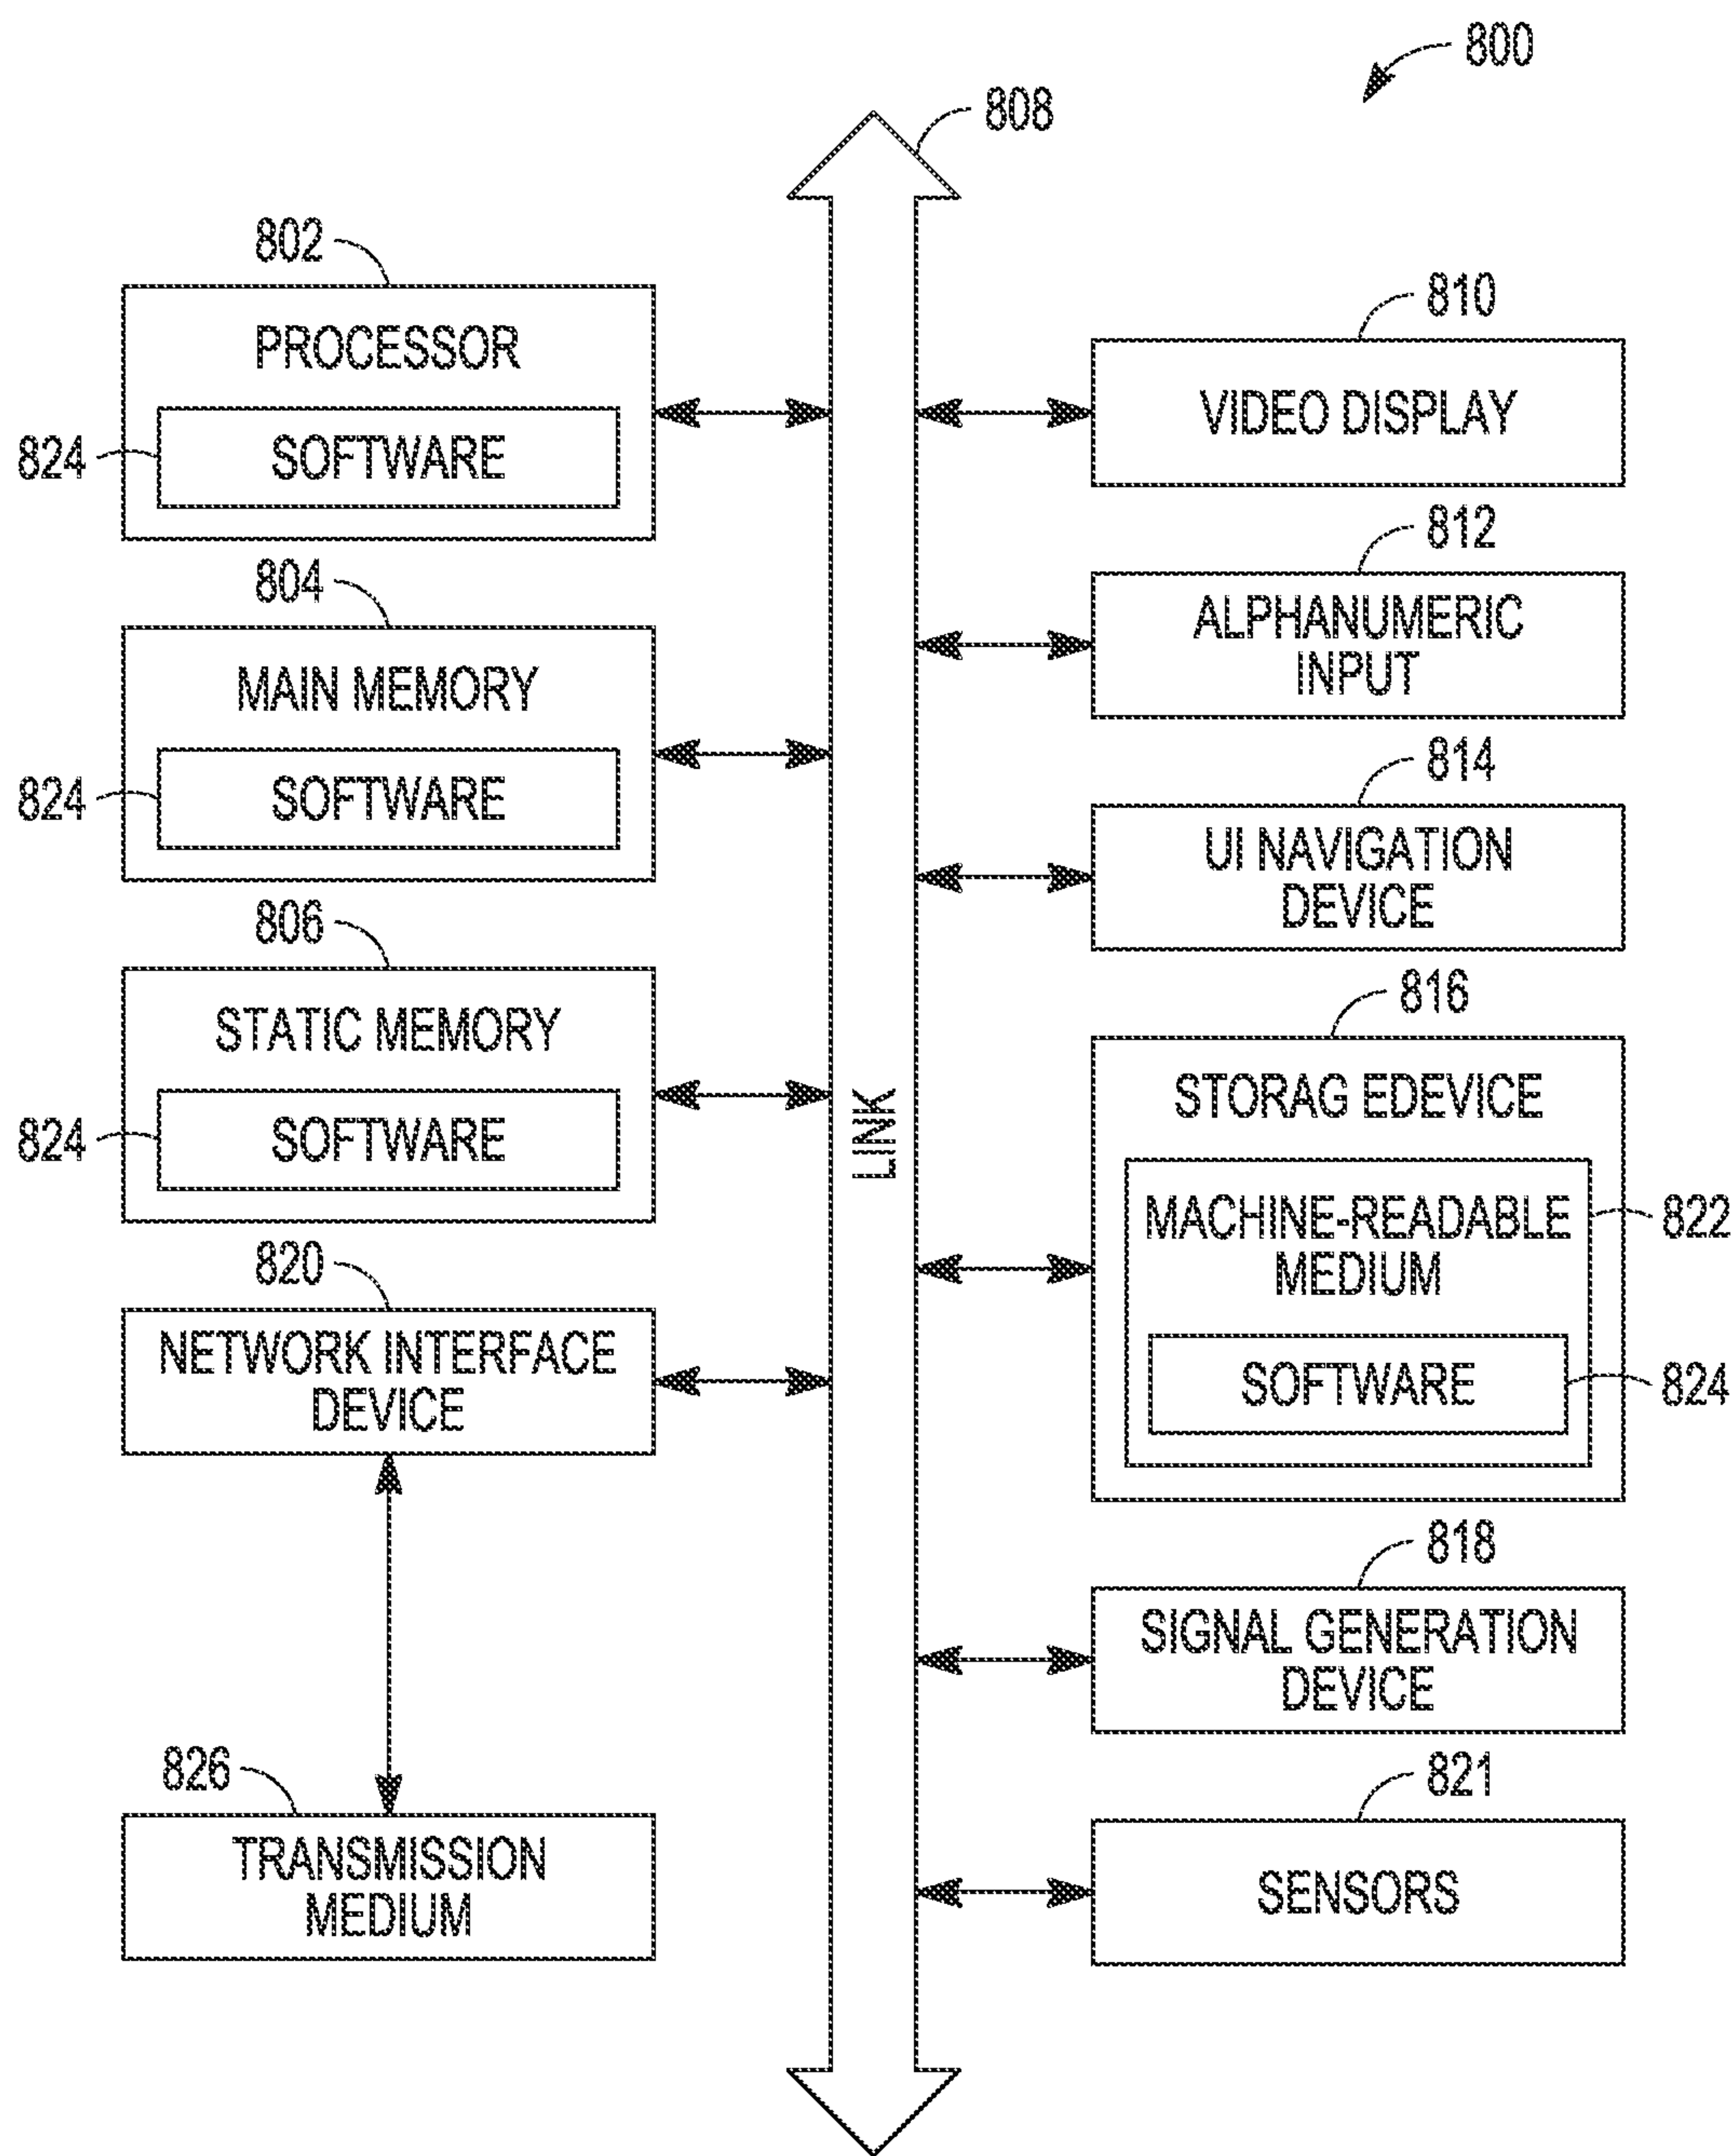 800
808
802
PROCESSOR
824
SOFTWARE
804
MAIN MEMORY
824
SOFTWARE
806
STATIC MEMORY
824
SOFTWARE
820
NETWORK INTERFACE
DEVICE
826
TRANSMISSION
MEDIUM
LINK
810
VIDEO DISPLAY
812
ALPHANUMERIC
INPUT
814
UI NAVIGATION
DEVICE
816
STORAG EDEVICE
MACHINE-READABLE
MEDIUM
822
SOFTWARE
824
818
SIGNAL GENERATION
DEVICE
821
SENSORS